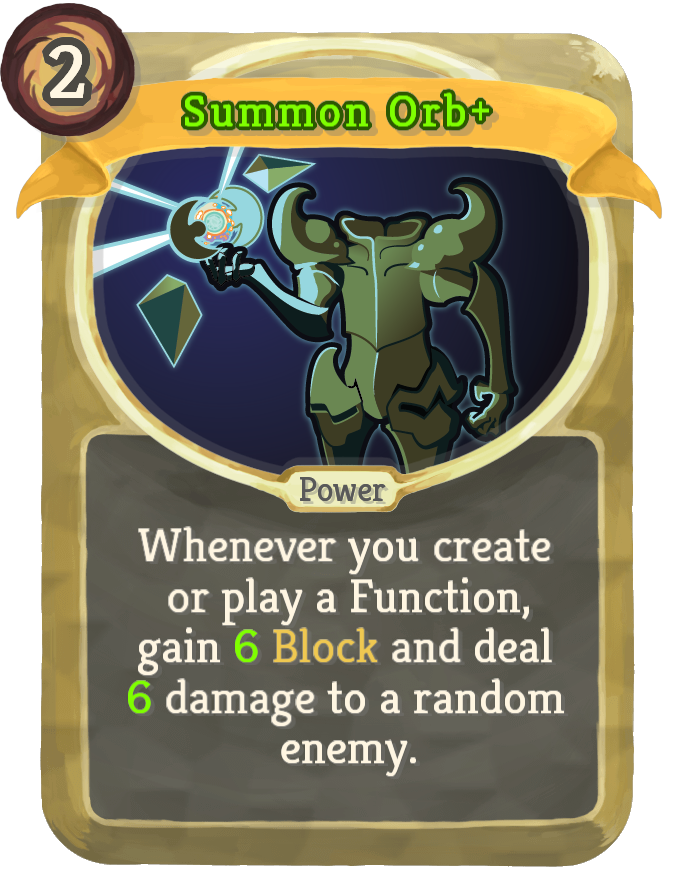 2
Summon Orb+
Power
Whenever you create
or play a Function,
gain 6 Block and deal
6 damage to a random
enemy.